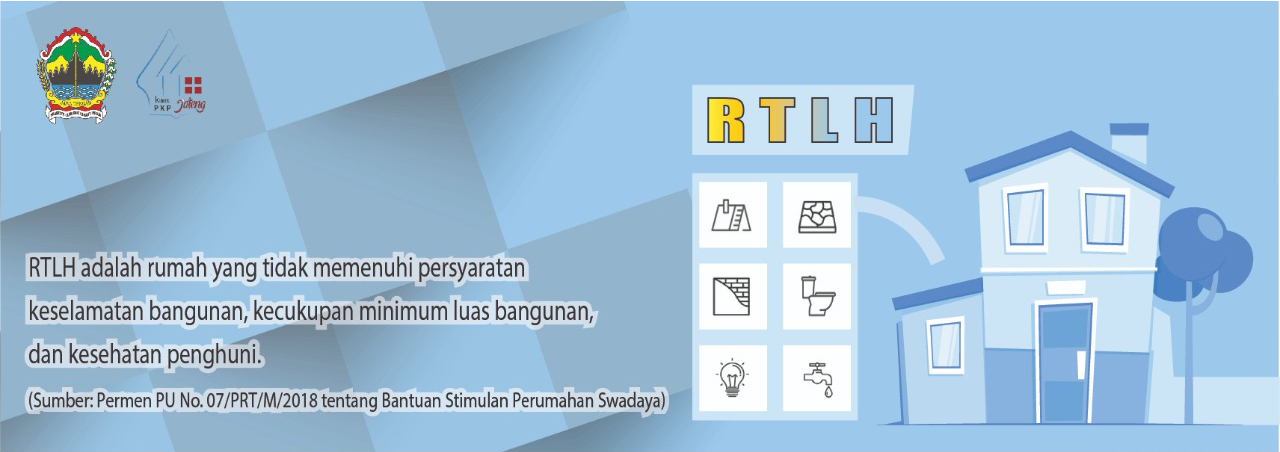 Klinik
PKP Jateng
RTLH
RTLH adalah rumah yang tidak memenuhi persyaratan
keselamatan bangunan, kecukupan minimum luas bangunan,
dan kesehatan penghuni.
(Sumber: Permen PU No. 07/PRT/M/2018 tentang Bantuan Stimulan Perumahan Swadaya)